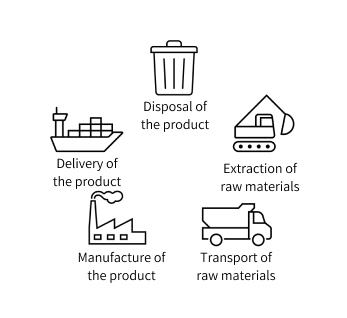 Disposal of
the product
Delivery of
the product
Extraction of
raw materials
Manufacture of
the product
Transport of
raw materials